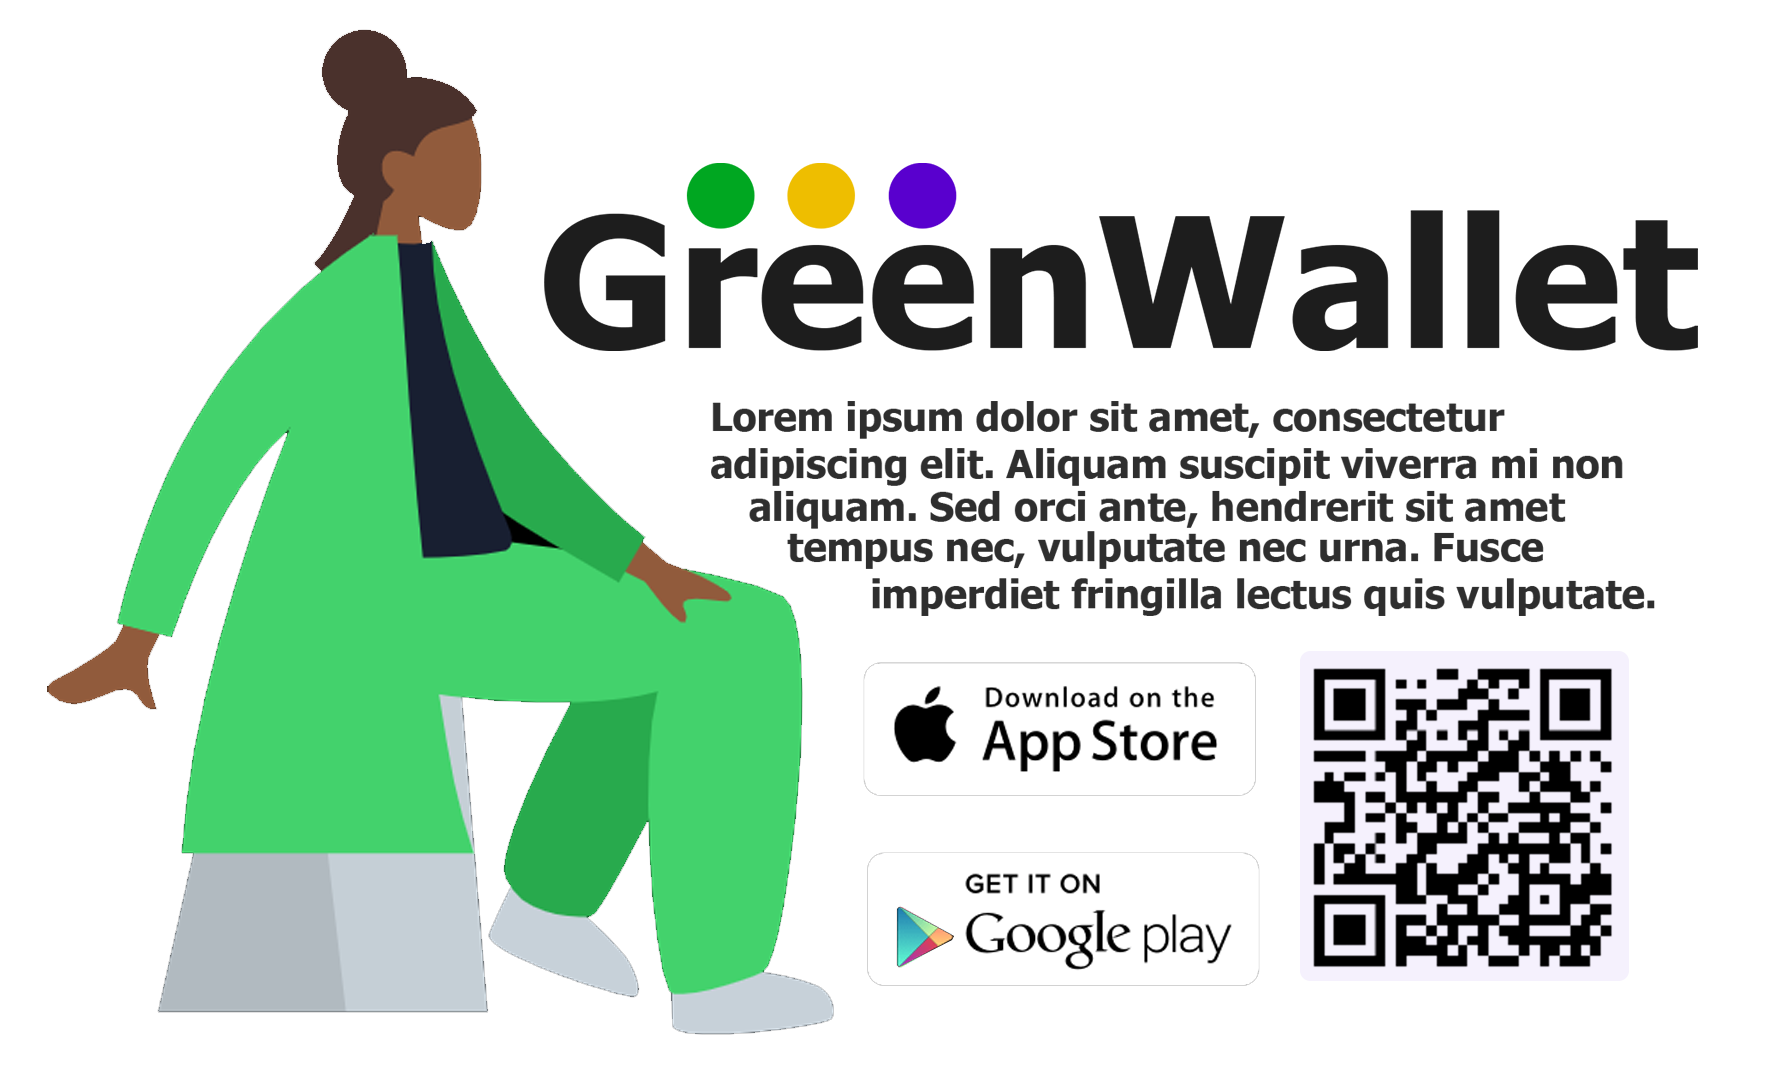 GreenWallet
Lorem ipsum dolor sit amet, consectetur
adipiscing elit. Aliquam suscipit viverra mi non
aliquam. Sed orci ante, hendrerit sit amet
tempus nec, vulputate nec urna. Fusce
imperdiet fringilla lectus quis vulputate.
Download on the
App Store
GET IT ON
Google play